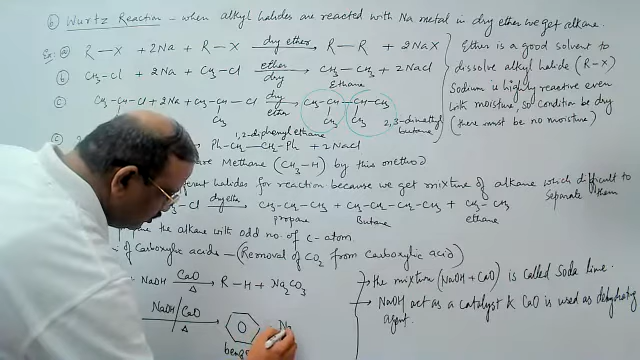 ⑥ Wurtz Reaction - when alkyl halides are reacted with Na metal in dry ether we get alkane.
Ex. ⓐ R-X + 2Na + R-X dry ether → R-R + 2NaX
ⓑ CH₃-Cl + 2Na + CH₃-Cl ether dry → CH₃-CH₃ + 2NaCl
Ethane
ⓒ CH₃-CH-Cl + 2Na + CH₃-CH-Cl dry ether → CH₃-CH-CH-CH₃
CH₃ CH₃ CH₃ CH₃
2,3-dimethyl butane
1,2-diphenylethane
→ Ph-CH₂-CH₂-Ph + 2NaCl
Methane (CH₃-H) by this method
halides for reaction because we get mixture of alkane which difficult to separate them
-Cl dry ether → CH₃-CH₂-CH₃ + CH₃-CH₂-CH₂-CH₃ + CH₃-CH₃
propane Butane ethane
the alkane with odd no. of C-atom.
of Carboxylic acids - (Removal of CO₂ from Carboxylic acid)
+ NaOH CaO Δ → R-H + Na₂CO₃
NaOH/CaO Δ →
Ether is a good solvent to
dissolve alkyl halide (R-X)
Sodium is highly reactive even
with moisture, so condition be dry
(there must be no moisture)
→ the mixture (NaOH + CaO) is called Soda lime.
→ NaOH act as a catalyst & CaO is used as dehydrating
agent.